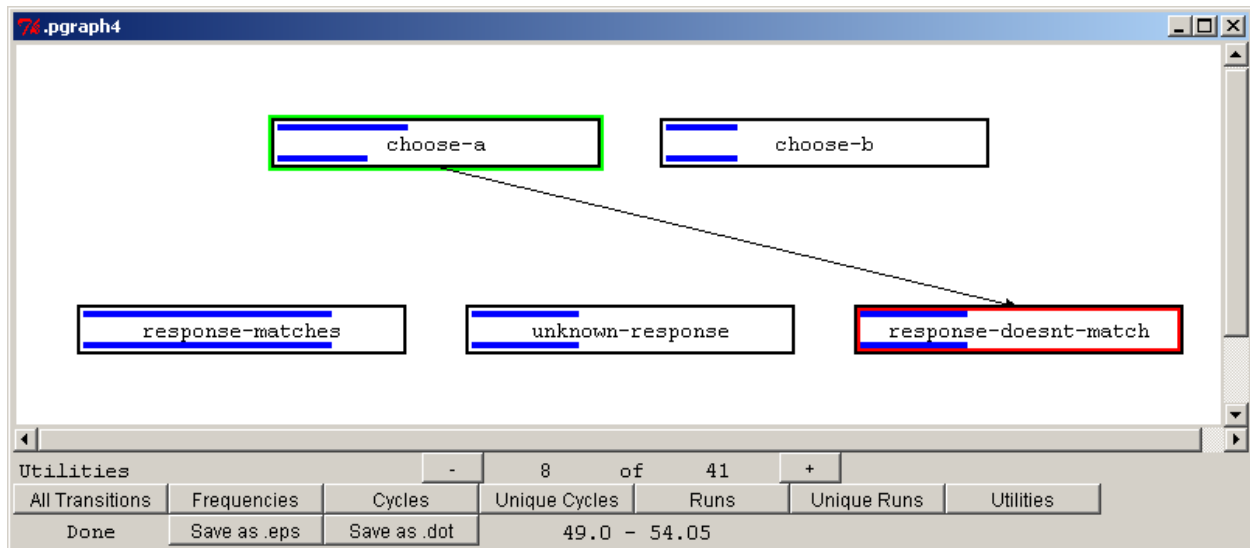 .pgraph4
choose-a choose-b
response-matches unknown-response response-doesnt-match
Utilities - 8 of 41 +
All Transitions Frequencies Cycles Unique Cycles Runs Unique Runs Utilities
Done Save as .eps Save as .dot 49.0 - 54.05